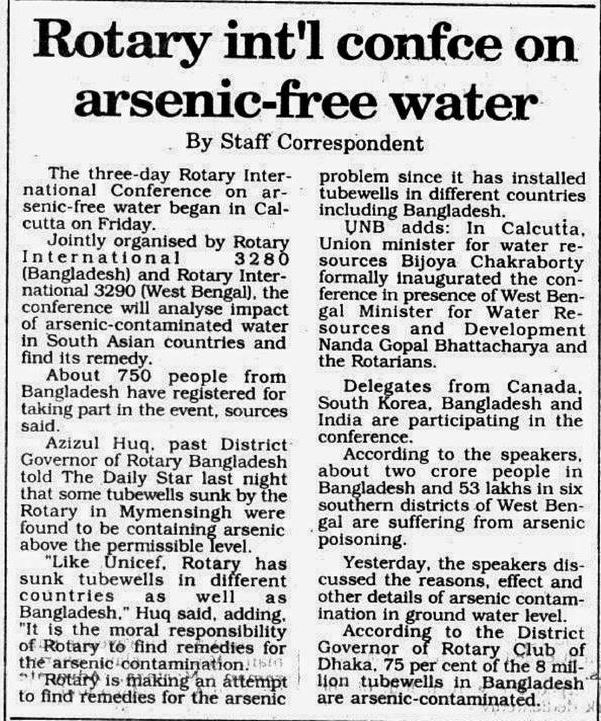 Rotary int'l confce on
arsenic-free water
By Staff Correspondent
The three-day Rotary Inter-
national Conference on ar-
senic-free water began in Cal-
cutta on Friday.
Jointly organised by Rotary
International 3280
(Bangladesh) and Rotary Inter-
national 3290 (West Bengal), the
conference will analyse impact
of arsenic-contaminated water
in South Asian countries and
find its remedy.
About 750 people from
Bangladesh have registered for
taking part in the event, sources
said.
Azizul Huq, past District
Governor of Rotary Bangladesh
told The Daily Star last night
that some tubewells sunk by the
Rotary in Mymensingh were
found to be containing arsenic
above the permissible level.
"Like Unicef, Rotary has
sunk tubewells in different
countries as well as
Bangladesh," Huq said, adding,
"It is the moral responsibility
of Rotary to find remedies for
the arsenic contamination.
"Rotary is making an attempt
to find remedies for the arsenic
problem since it has installed
tubewells in different countries
including Bangladesh.
UNB adds: In Calcutta,
Union minister for water re-
sources Bijoya Chakraborty
formally inaugurated the con-
ference in presence of West Ben-
gal Minister for Water Re-
sources and Development
Nanda Gopal Bhattacharya and
the Rotarians.
Delegates from Canada,
South Korea, Bangladesh and
India are participating in the
conference.
According to the speakers,
about two crore people in
Bangladesh and 53 lakhs in six
southern districts of West Ben-
gal are suffering from arsenic
poisoning.
Yesterday, the speakers dis-
cussed the reasons, effect and
other details of arsenic contam-
ination in ground water level.
According to the District
Governor of Rotary Club of
Dhaka, 75 per cent of the 8 mil-
lion tubewells in Bangladesh
are arsenic-contaminated.